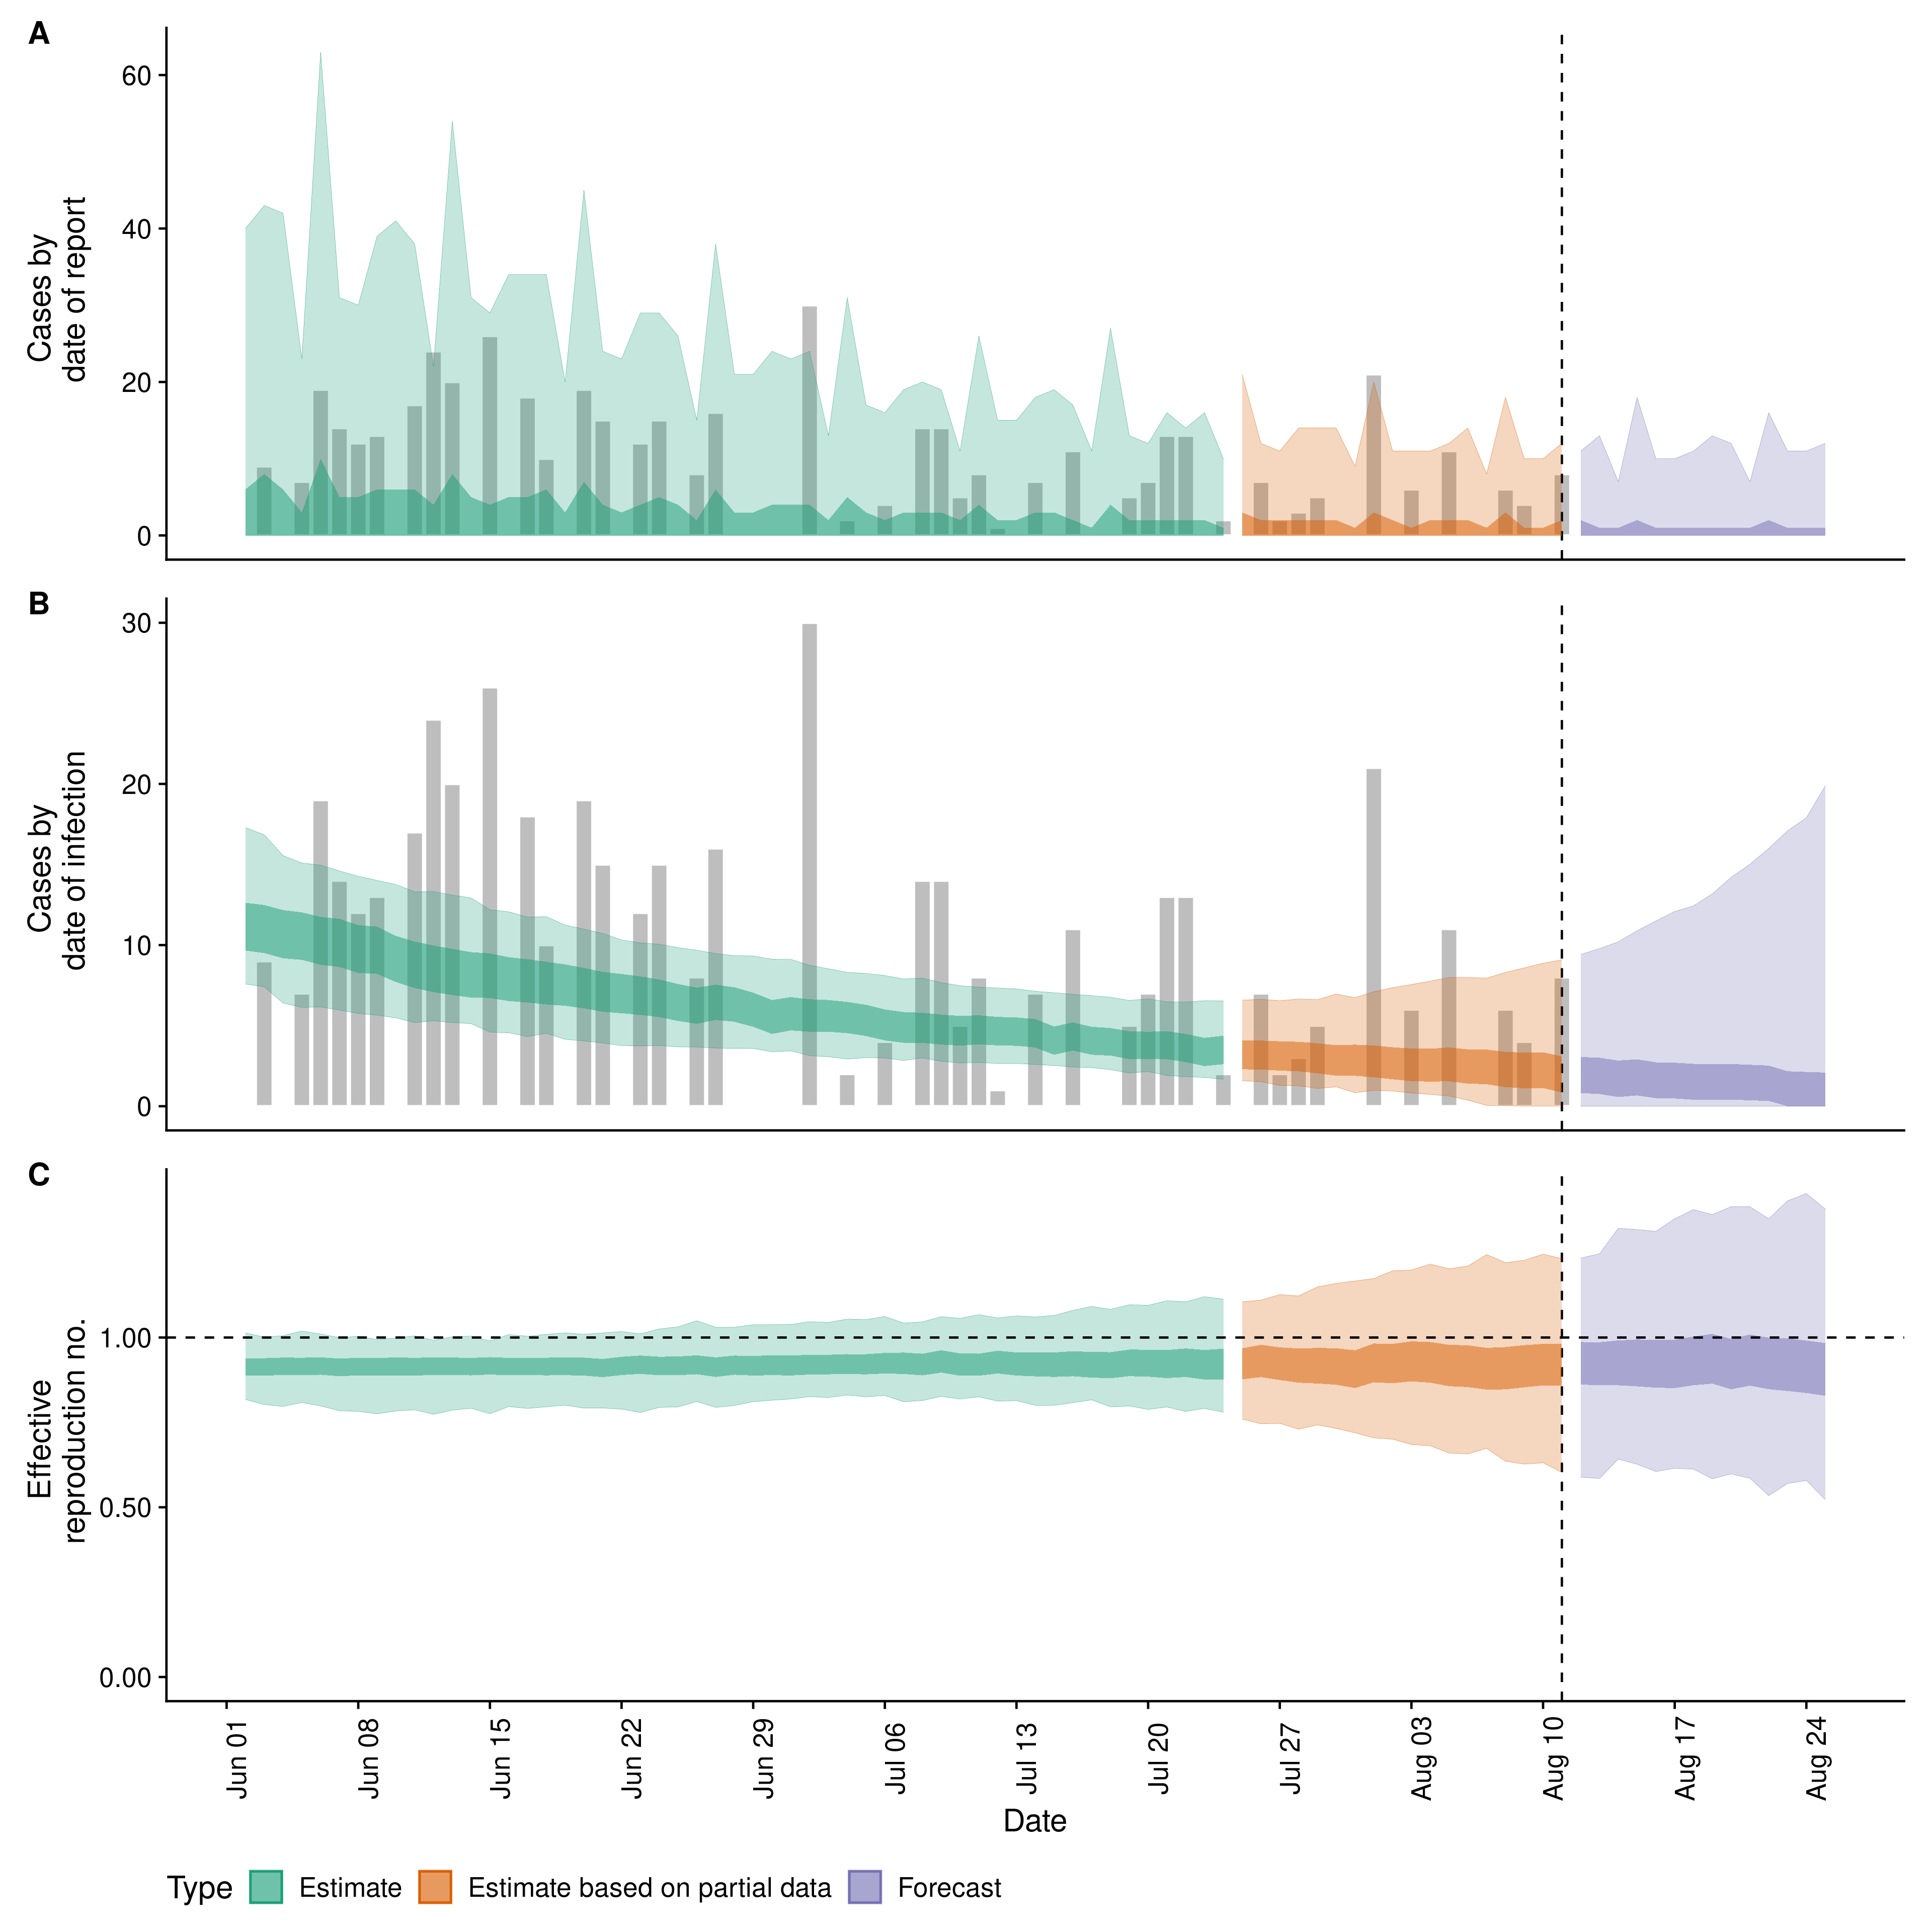 A
Cases by
date of report
60
40
20
0
B
Cases by
date of infection
30
20
10
0
C
Effective
reproduction no.
1.00
0.50
0.00
Jun 01
Jun 08
Jun 15
Jun 22
Jun 29
Jul 06
Jul 13
Jul 20
Jul 27
Aug 03
Aug 10
Aug 17
Aug 24
Date
Type Estimate Estimate based on partial data Forecast